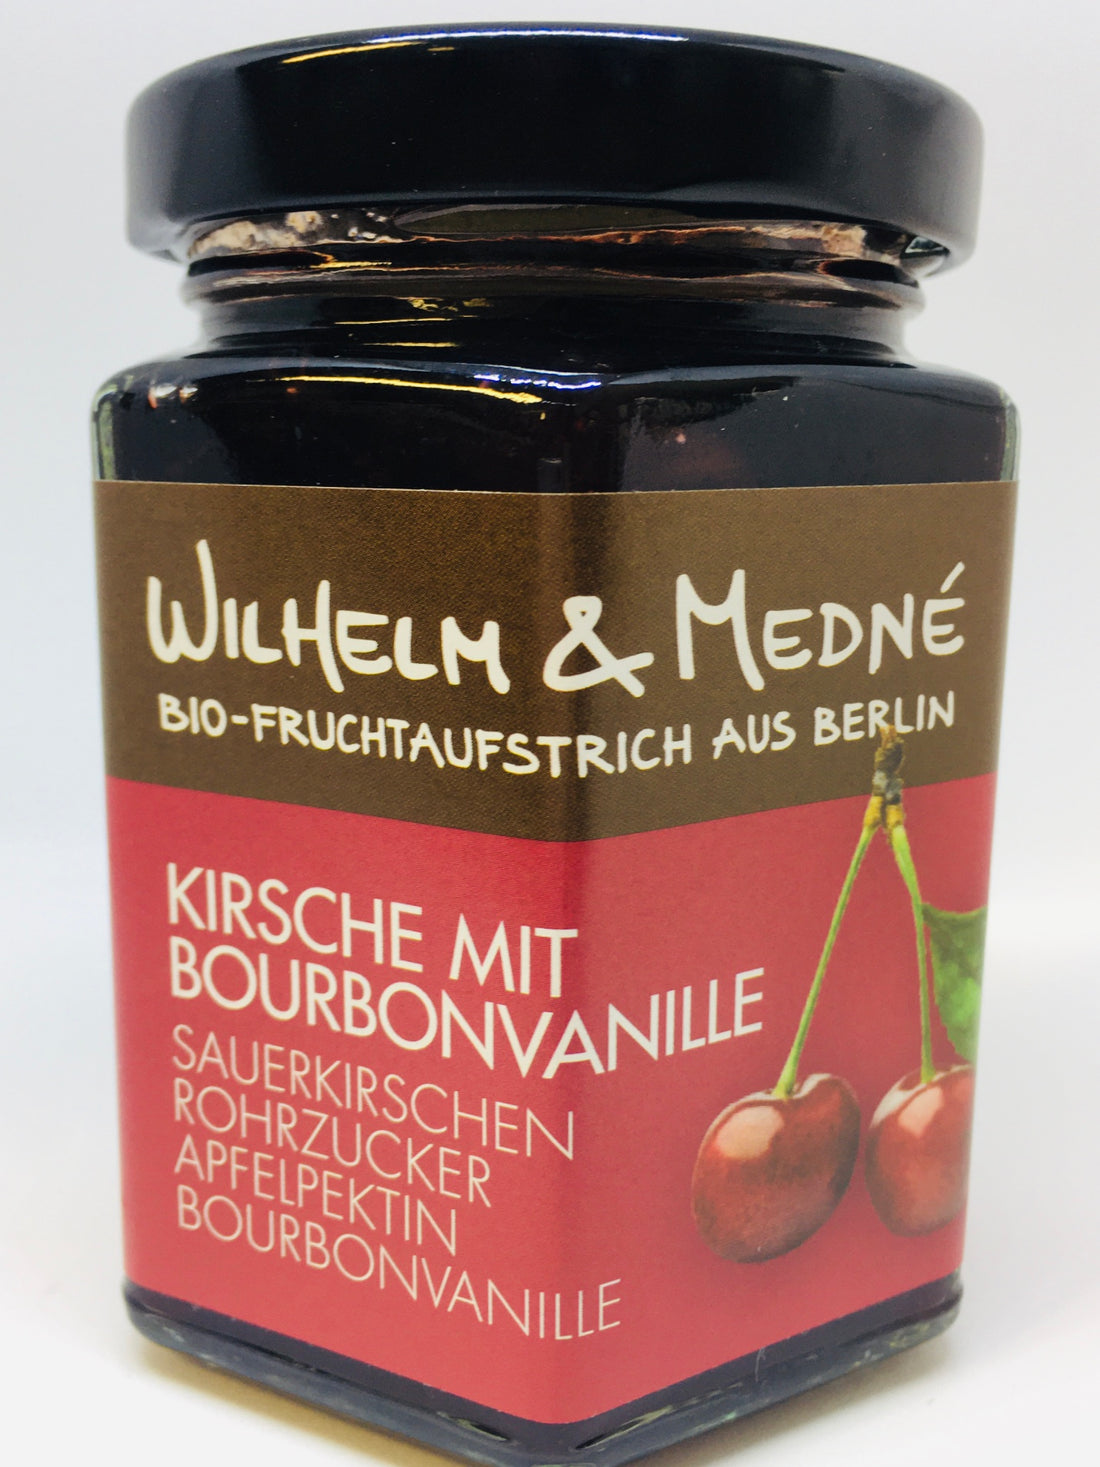 WILHELM & MEDNÉ
BIO-FRUCHTAUFSTRICH AUS BERLIN
KIRSCHE MIT
BOURBONVANILLE
SAUERKIRSCHEN
ROHRZUCKER
APFELPEKTIN
BOURBONVANILLE